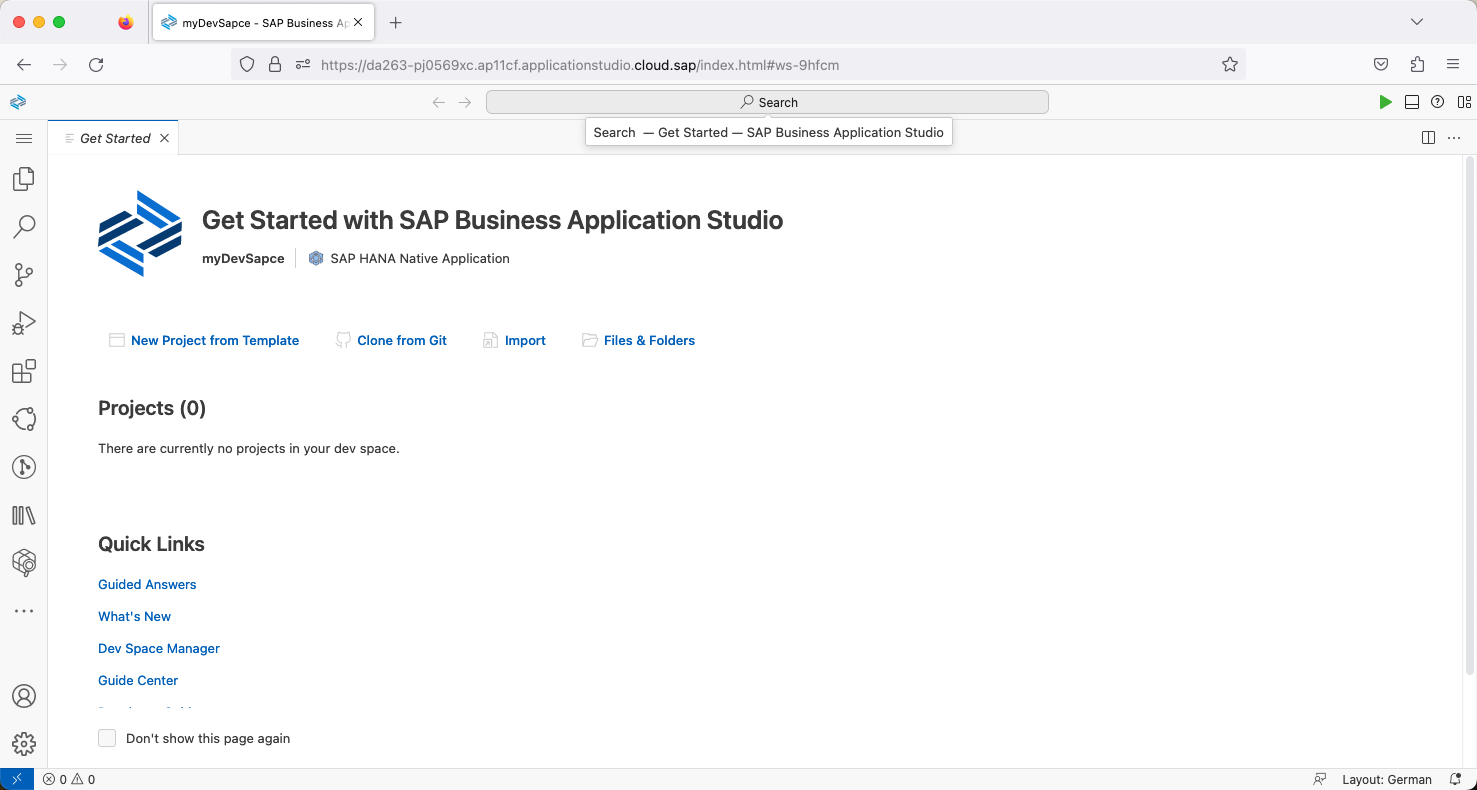 myDevSapce - SAP Business Ap
https://da263-pj0569xc.ap11cf.applicationstudio.cloud.sap/index.html#ws-9hfcm
Search
Get Started
Search — Get Started — SAP Business Application Studio
Get Started with SAP Business Application Studio
myDevSapce SAP HANA Native Application
New Project from Template Clone from Git Import Files & Folders
Projects (0)
There are currently no projects in your dev space.
Quick Links
Guided Answers
What's New
Dev Space Manager
Guide Center
Don't show this page again
0 0 Layout: German